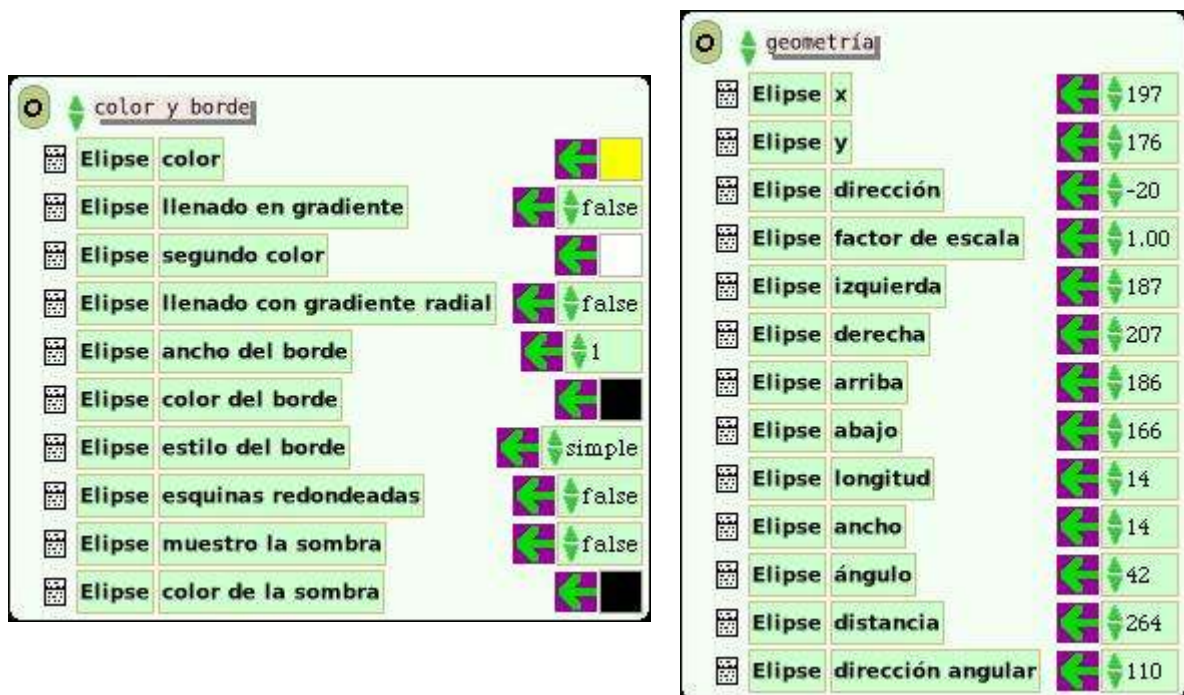 color y borde
Elipse color
Elipse llenado en gradiente false
Elipse segundo color
Elipse llenado con gradiente radial false
Elipse ancho del borde 1
Elipse color del borde
Elipse estilo del borde simple
Elipse esquinas redondeadas false
Elipse muestro la sombra false
Elipse color de la sombra
geometría
Elipse x 197
Elipse y 176
Elipse dirección -20
Elipse factor de escala 1.00
Elipse izquierda 187
Elipse derecha 207
Elipse arriba 186
Elipse abajo 166
Elipse longitud 14
Elipse ancho 14
Elipse ángulo 42
Elipse distancia 264
Elipse dirección angular 110